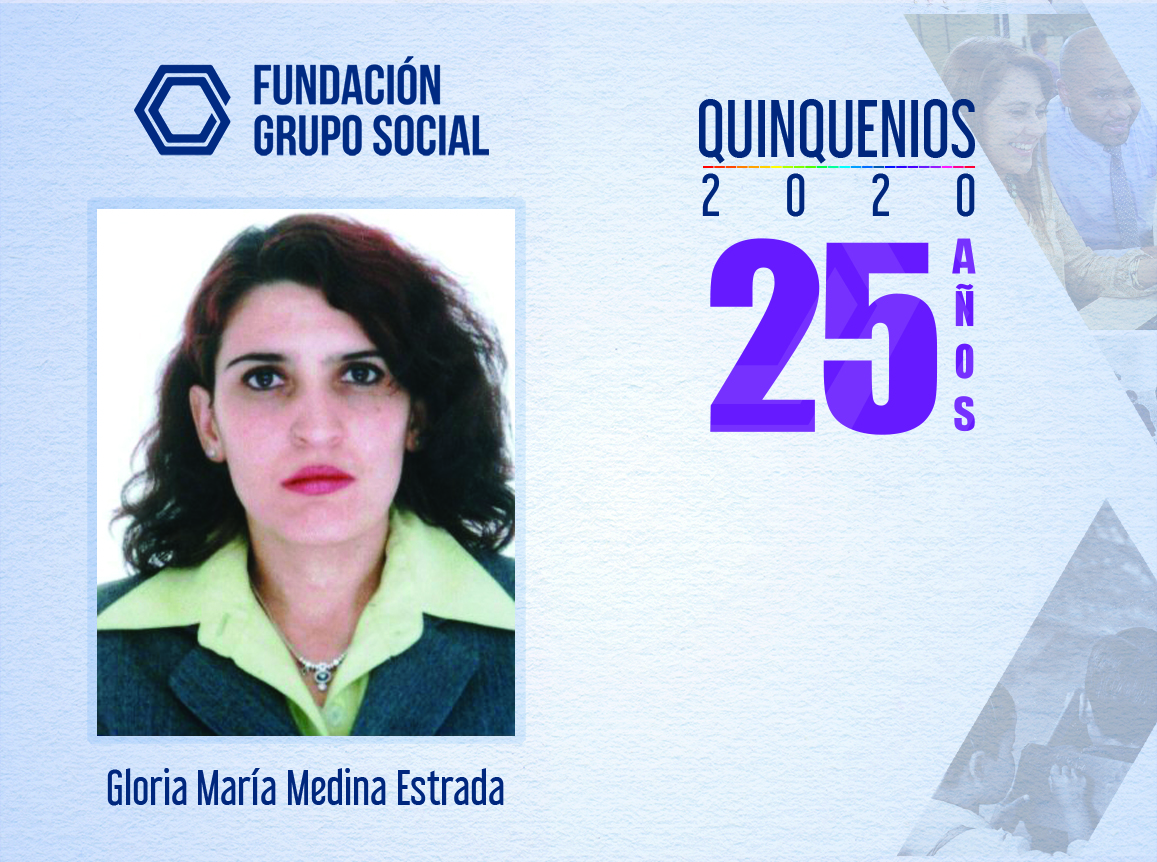 FUNDACIÓN
GRUPO SOCIAL
QUINQUENIOS
2020
25 AÑOS
Gloria María Medina Estrada